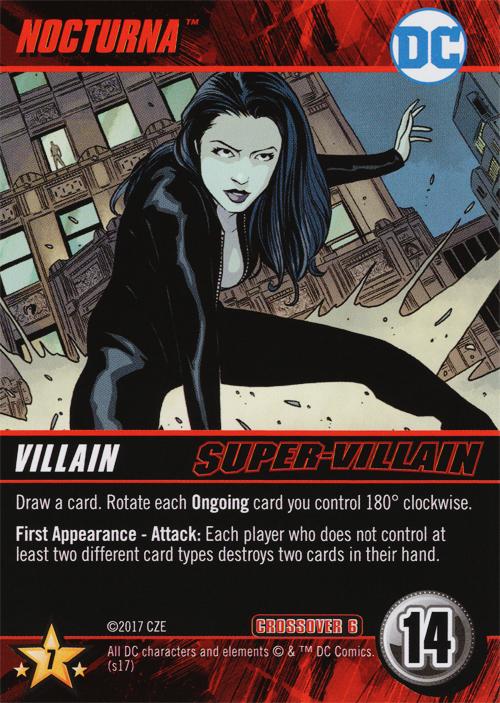 NOCTURNA™
DC
VILLAIN
SUPER-VILLAIN
Draw a card. Rotate each Ongoing card you control 180° clockwise.
First Appearance - Attack: Each player who does not control at
least two different card types destroys two cards in their hand.
©2017 CZE
CROSSOVER 6
14
7
All DC characters and elements © & ™ DC Comics.
(s17)